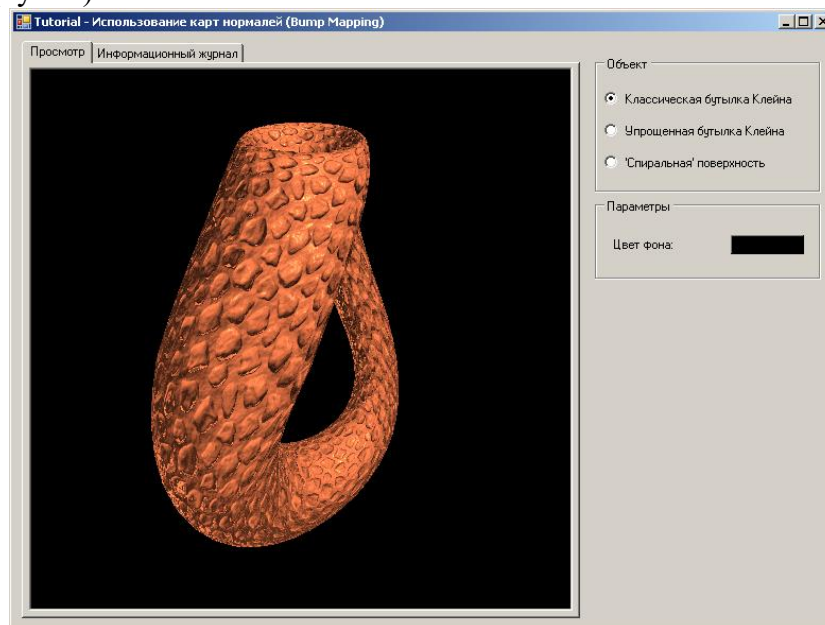 Tutorial - Использование карт нормалей (Bump Mapping)
Просмотр
Информационный журнал
Объект
Классическая бутылка Клейна
Упрощенная бутылка Клейна
'Спиральная' поверхность
Параметры
Цвет фона: